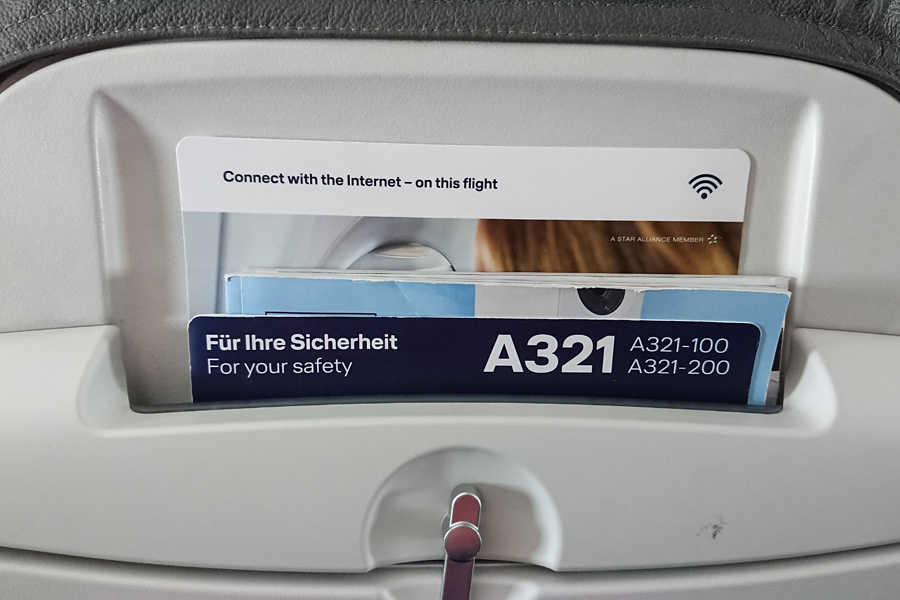 Connect with the Internet – on this flight
A STAR ALLIANCE MEMBER
Für Ihre Sicherheit
For your safety
A321
A321-100
A321-200